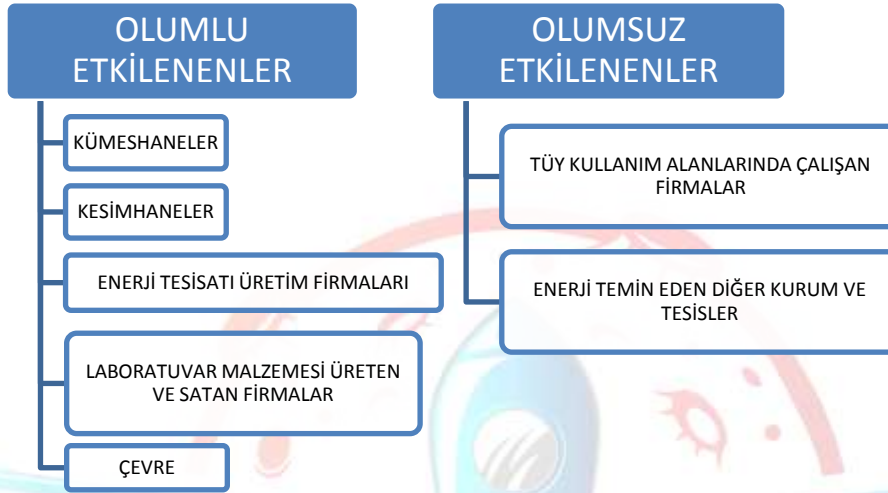 OLUMLU
ETKİLENENLER
KÜMESHANELER
KESİMHANELER
ENERJİ TESİSATI ÜRETİM FİRMALARI
LABORATUVAR MALZEMESİ ÜRETEN
VE SATAN FİRMALAR
ÇEVRE
OLUMSUZ
ETKİLENENLER
TÜY KULLANIM ALANLARINDA ÇALIŞAN
FİRMALAR
ENERJİ TEMİN EDEN DİĞER KURUM VE
TESİSLER